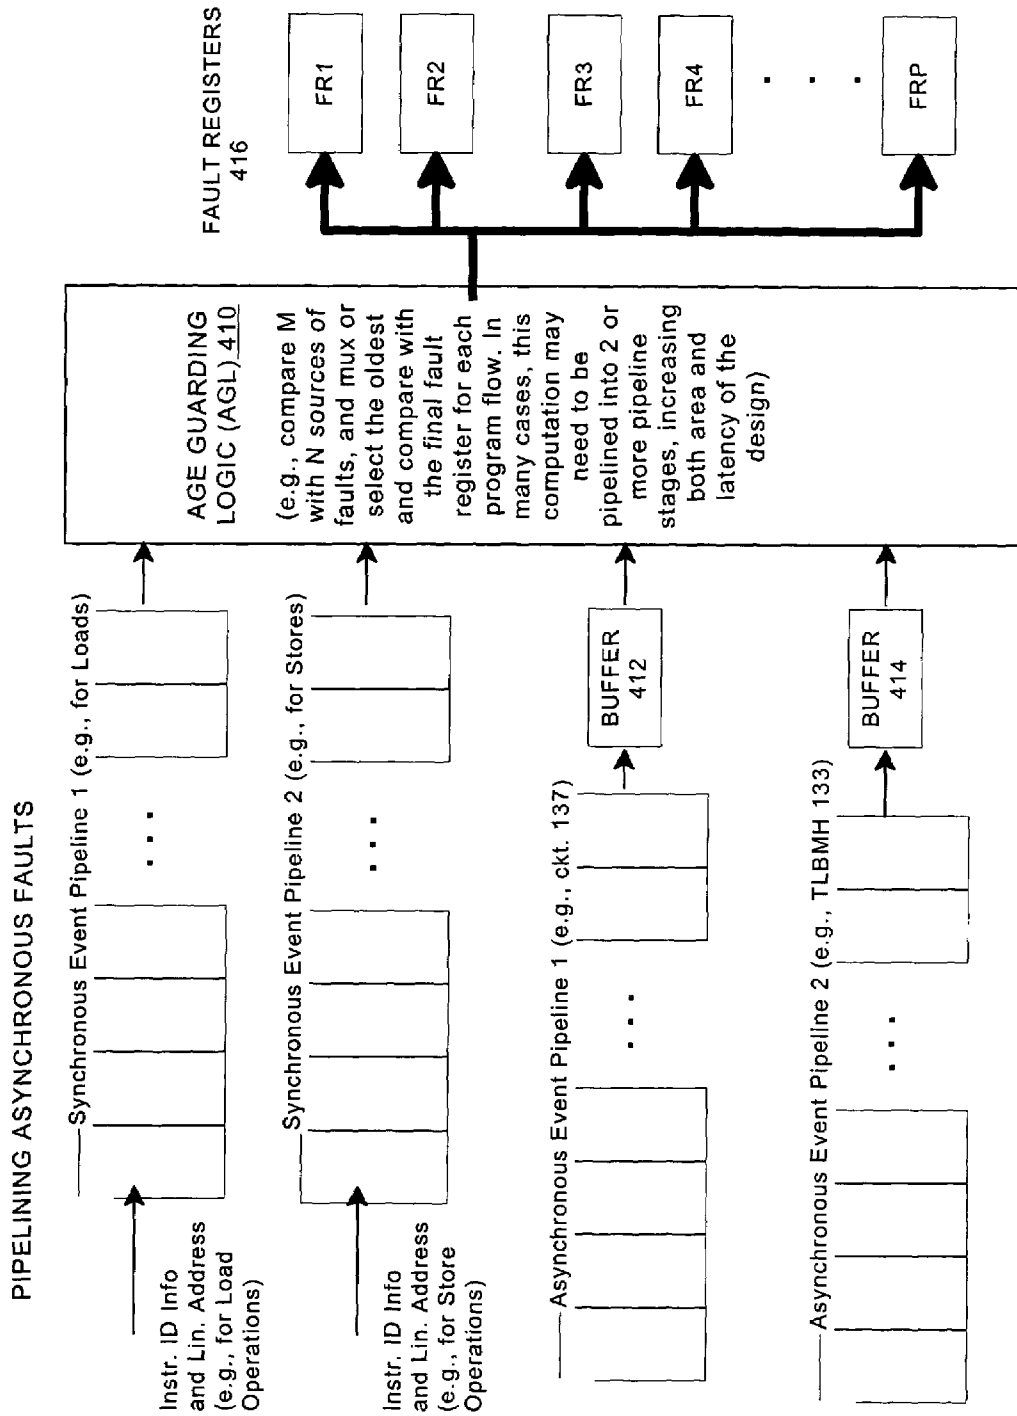 PIPELINING ASYNCHRONOUS FAULTS
Instr. ID Info
and Lin. Address
(e.g., for Load
Operations)
Synchronous Event Pipeline 1 (e.g., for Loads)
. . .
Instr. ID Info
and Lin. Address
(e.g., for Store
Operations)
Synchronous Event Pipeline 2 (e.g., for Stores)
. . .
Asynchronous Event Pipeline 1 (e.g., ckt. 137)
. . .
BUFFER
412
Asynchronous Event Pipeline 2 (e.g., TLBMH 133)
. . .
BUFFER
414
AGE GUARDING
LOGIC (AGL) 410
(e.g., compare M
with N sources of
faults, and mux or
select the oldest
and compare with
the final fault
register for each
program flow. In
many cases, this
computation may
need to be
pipelined into 2 or
more pipeline
stages, increasing
both area and
latency of the
design)
FAULT REGISTERS
416
FR1
FR2
FR3
FR4
. . .
FRP